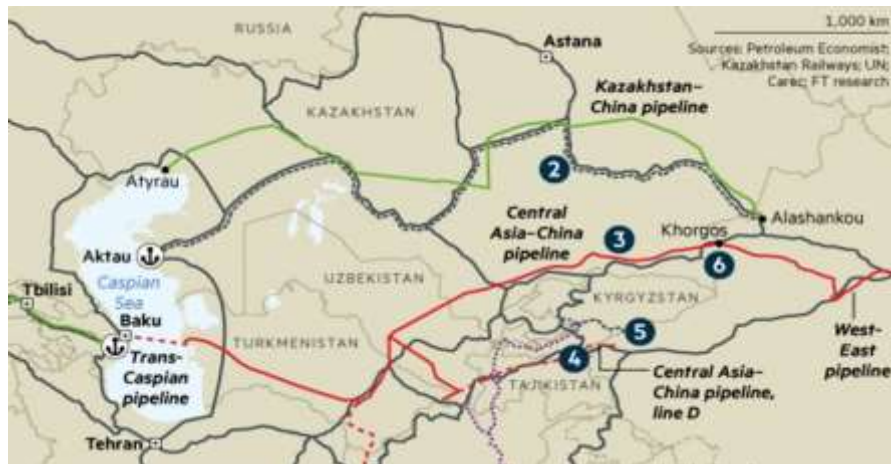 1,000 km
RUSSIA
Astana
Sources: Petroleum Economist;
Kazakhstan Railways; UN;
Carec; FT research
Kazakhstan–
China pipeline
KAZAKHSTAN
2
Atyrau
Alashankou
Central
Asia–China
pipeline
Khorgos
3
Aktau
6
UZBEKISTAN
Caspian
Sea
Tbilisi
KYRGYZSTAN
Baku
5
West-
East
pipeline
TURKMENISTAN
Trans-
Caspian
pipeline
4
TAJIKISTAN
Central Asia–
China pipeline,
line D
Tehran